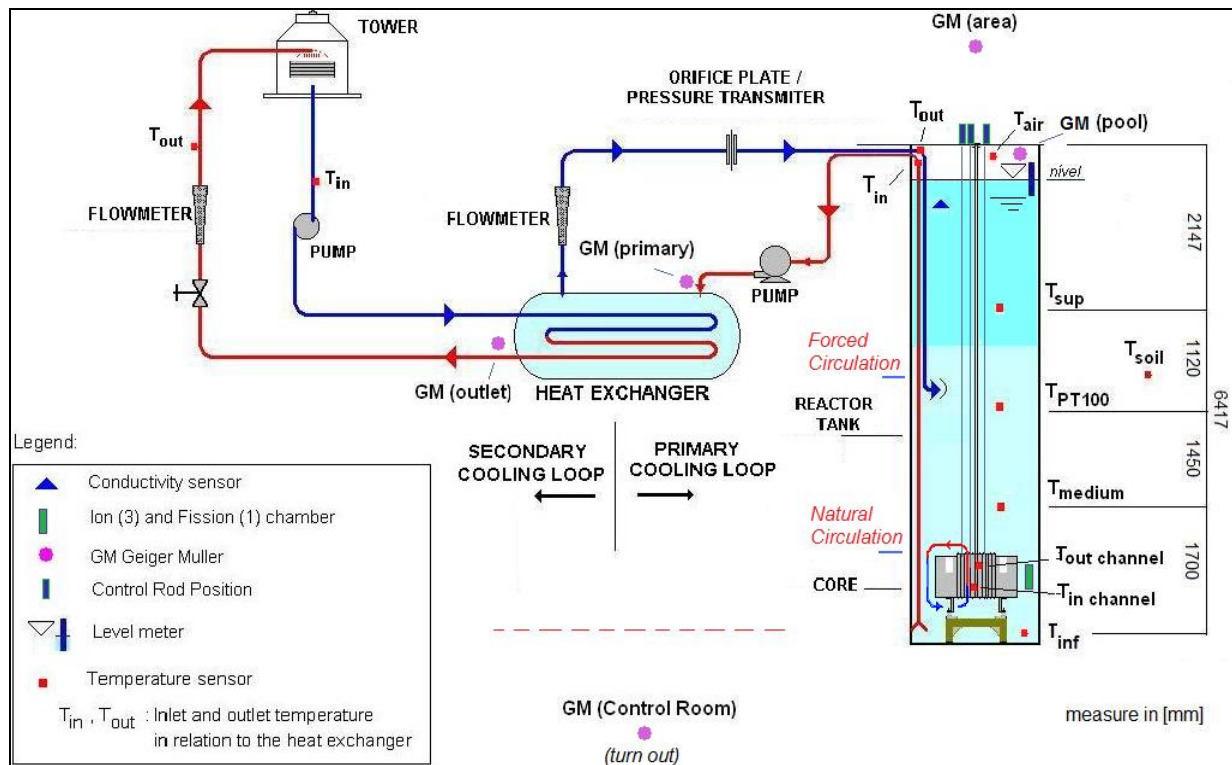 TOWER
GM (area)
ORIFICE PLATE /
PRESSURE TRANSMITER
Tout
Tair
GM (pool)
Tout
Tin
Tin
nível
FLOWMETER
FLOWMETER
PUMP
GM (primary)
PUMP
2147
Tsup
Forced
Circulation
1120
Tsoil
GM (outlet)
HEAT EXCHANGER
TPT100
6417
REACTOR
TANK
SECONDARY
COOLING LOOP
PRIMARY
COOLING LOOP
1450
Tmedium
Natural
Circulation
1700
Tout channel
CORE
Tin channel
Tinf
Legend:
Conductivity sensor
Ion (3) and Fission (1) chamber
GM Geiger Muller
Control Rod Position
Level meter
Temperature sensor
Tin , Tout : Inlet and outlet temperature
in relation to the heat exchanger
GM (Control Room)
(turn out)
measure in [mm]